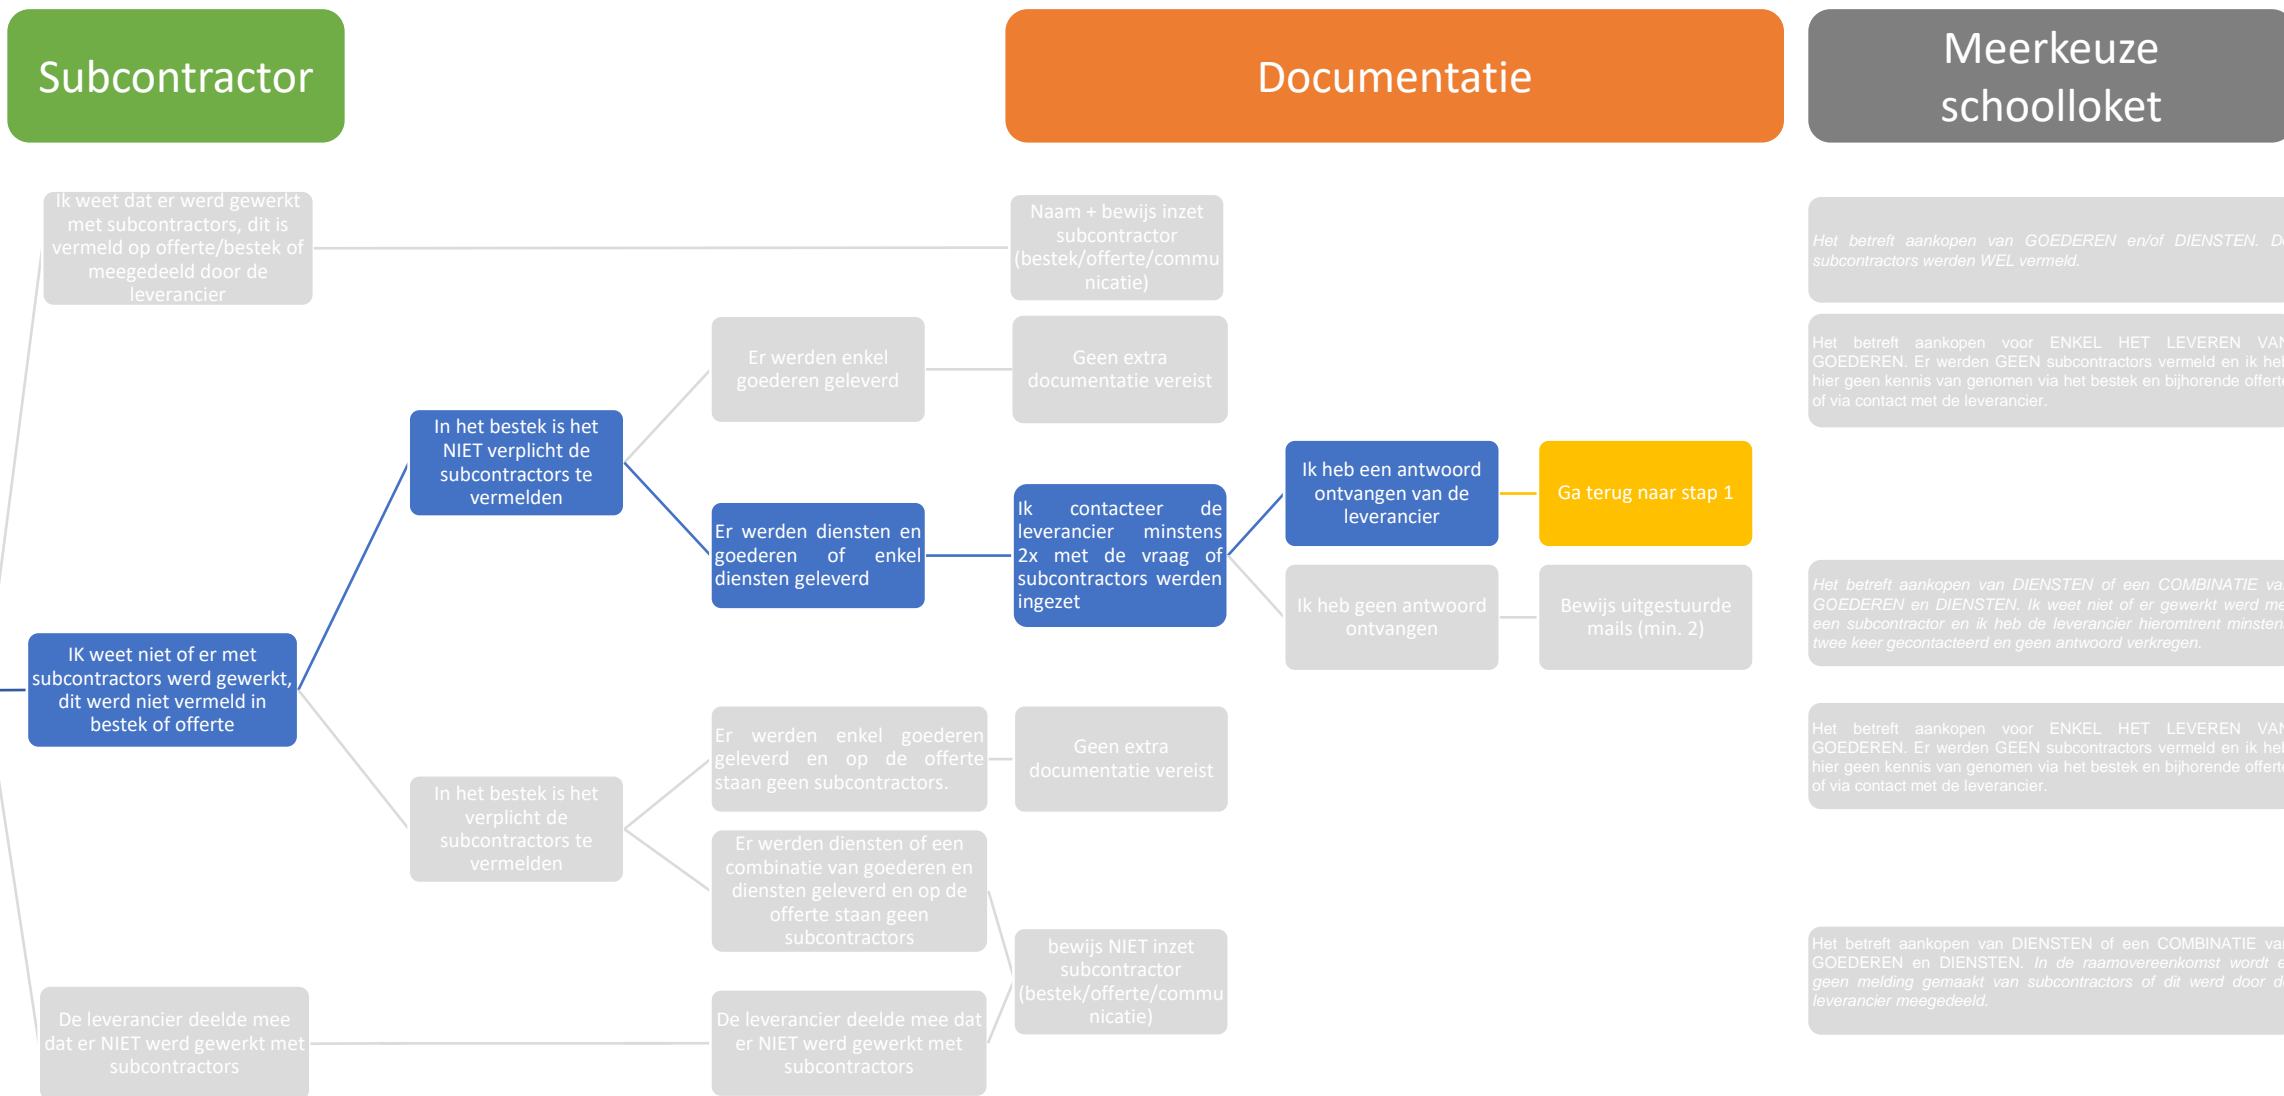 Subcontractor
Documentatie
Meerkeuze
schoolloket
Ik weet dat er werd gewerkt
met subcontractors, dit is
vermeld op offerte/bestek of
meegedeeld door de
leverancier
Naam + bewijs inzet
subcontractor
(bestek/offerte/commu
nicatie)
Het betreft aankopen van GOEDEREN en/of DIENSTEN. De
subcontractors werden WEL vermeld.
Er werden enkel
goederen geleverd
Geen extra
documentatie vereist
Het betreft aankopen voor ENKEL HET LEVEREN VAN
GOEDEREN. Er werden GEEN subcontractors vermeld en ik heb
hier geen kennis van genomen via het bestek en bijhorende offerte
of via contact met de leverancier.
In het bestek is het
NIET verplicht de
subcontractors te
vermelden
Er werden diensten en
goederen of enkel
diensten geleverd
Ik contacteer de
leverancier minstens
2x met de vraag of
subcontractors werden
ingezet
Ik heb een antwoord
ontvangen van de
leverancier
Ga terug naar stap 1
Ik heb geen antwoord
ontvangen
Bewijs uitgestuurde
mails (min. 2)
Het betreft aankopen van DIENSTEN of een COMBINATIE van
GOEDEREN en DIENSTEN. Ik weet niet of er gewerkt werd met
een subcontractor en ik heb de leverancier hieromtrent minstens
twee keer gecontacteerd en geen antwoord verkregen.
IK weet niet of er met
subcontractors werd gewerkt,
dit werd niet vermeld in
bestek of offerte
Er werden enkel goederen
geleverd en op de offerte
staan geen subcontractors.
Geen extra
documentatie vereist
Het betreft aankopen voor ENKEL HET LEVEREN VAN
GOEDEREN. Er werden GEEN subcontractors vermeld en ik heb
hier geen kennis van genomen via het bestek en bijhorende offerte
of via contact met de leverancier.
In het bestek is het
verplicht de
subcontractors te
vermelden
Er werden diensten of een
combinatie van goederen en
diensten geleverd en op de
offerte staan geen
subcontractors
bewijs NIET inzet
subcontractor
(bestek/offerte/commu
nicatie)
Het betreft aankopen van DIENSTEN of een COMBINATIE van
GOEDEREN en DIENSTEN. In de raamovereenkomst wordt er
geen melding gemaakt van subcontractors of dit werd door de
leverancier meegedeeld.
De leverancier deelde mee
dat er NIET werd gewerkt met
subcontractors
De leverancier deelde mee dat
er NIET werd gewerkt met
subcontractors